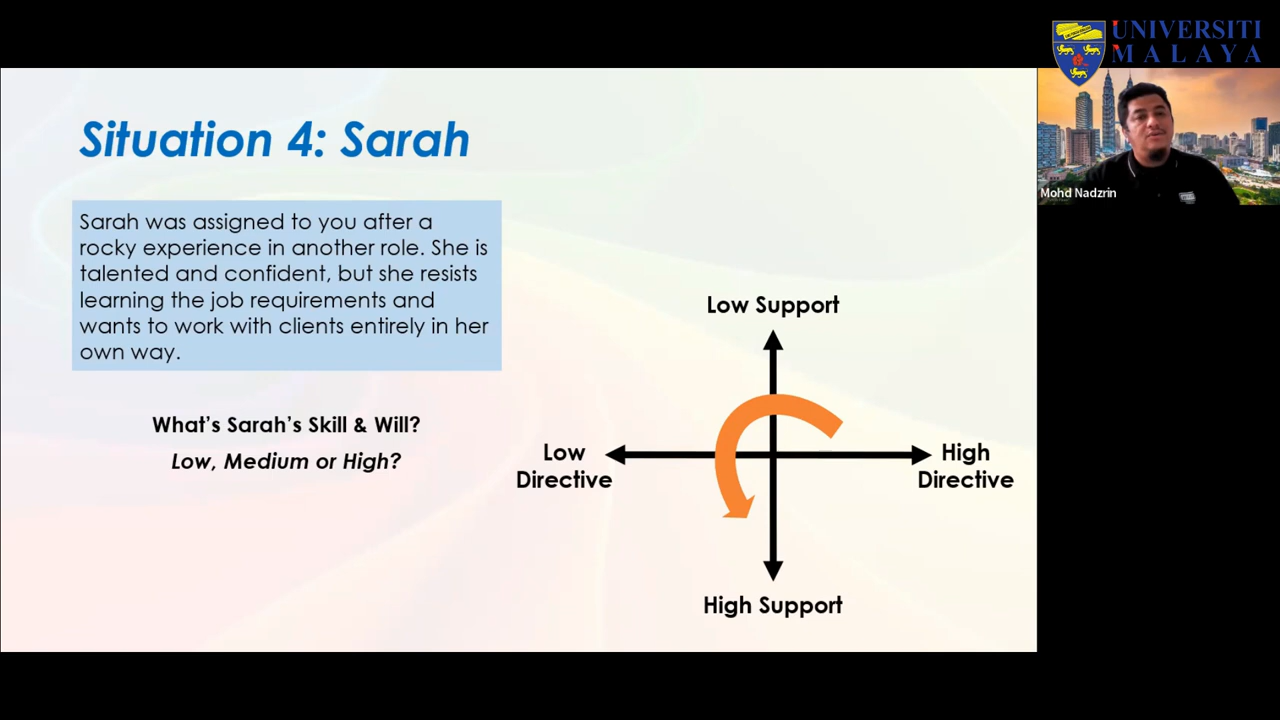 UNIVERSITI
MALAYA
Situation 4: Sarah
Sarah was assigned to you after a
rocky experience in another role. She is
talented and confident, but she resists
learning the job requirements and
wants to work with clients entirely in her
own way.
What's Sarah's Skill & Will?
Low, Medium or High?
Low Support
Low
Directive
High
Directive
High Support
Mohd Nadzrin